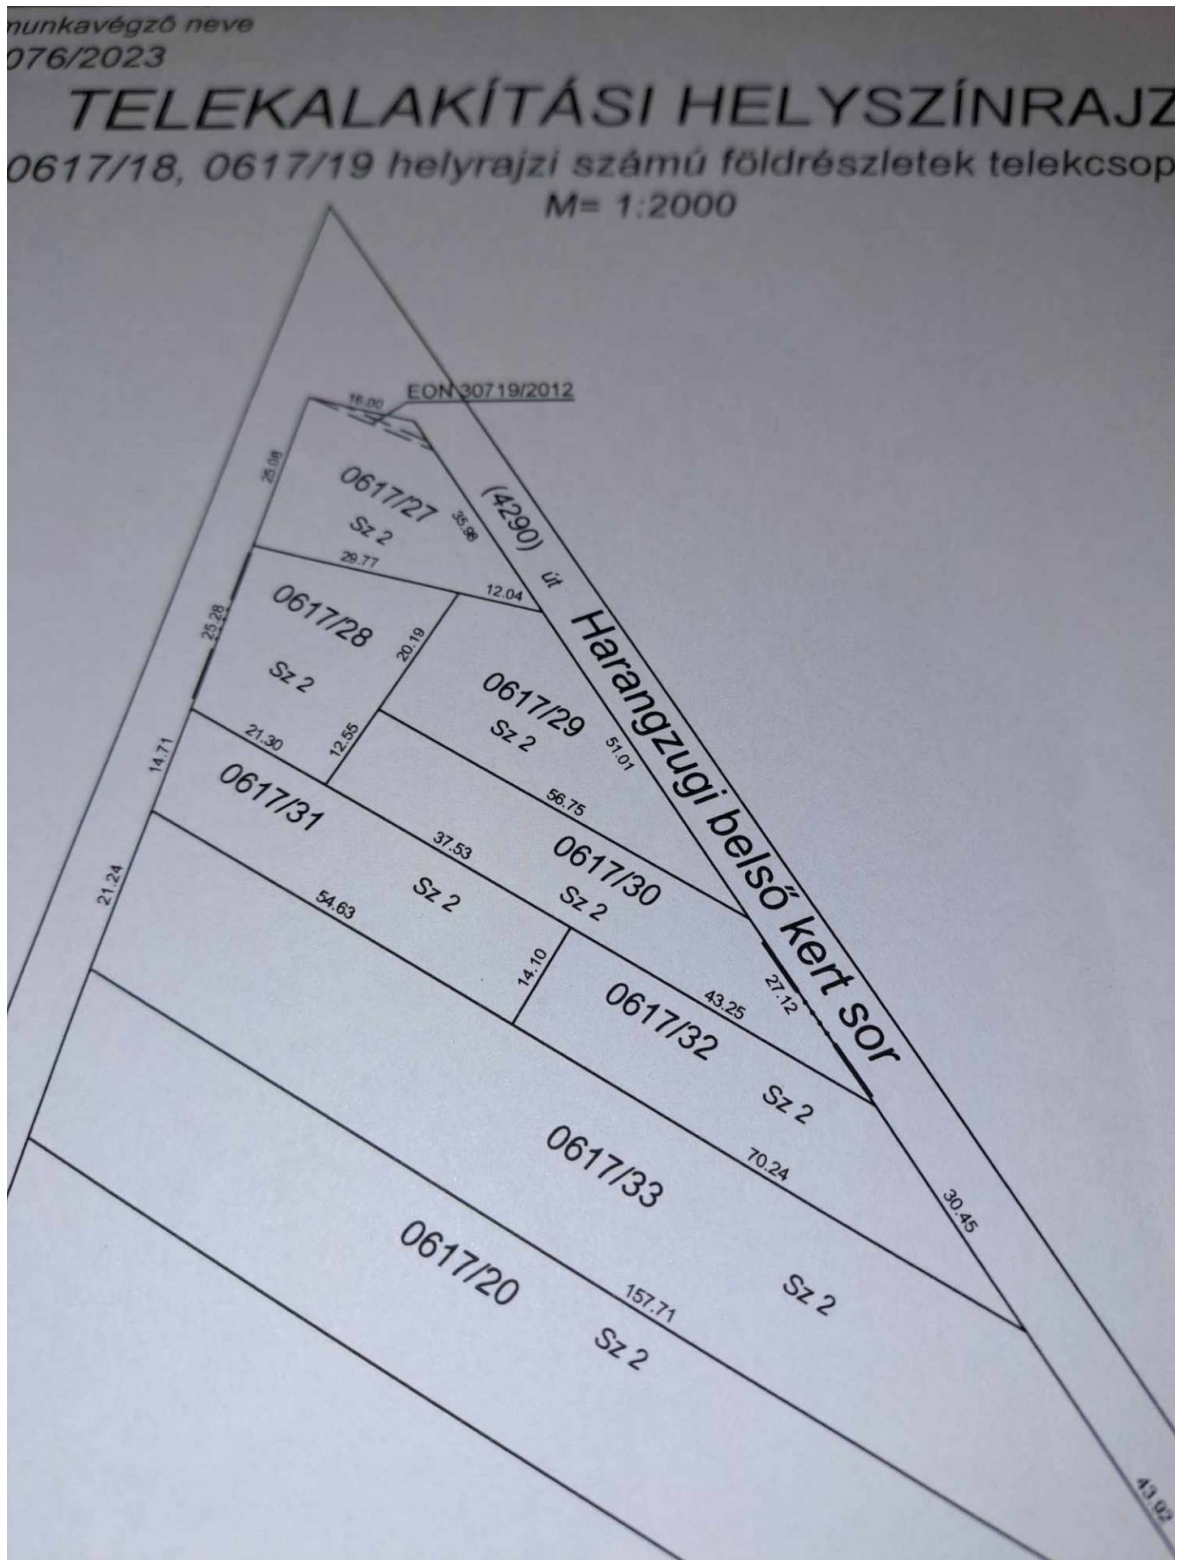 munkavégző neve
076/2023
TELEKALAKÍTÁSI HELYSZÍNRAJZ
0617/18, 0617/19 helyrajzi számú földrészletek telekcsop
M= 1:2000
EON 30719/2012
16.00
25.08
0617/27
Sz 2
35.98
(4290) út
29.77
12.04
0617/28
25.28
20.19
Sz 2
Harangzugi belső kert sor
0617/29
Sz 2
51.01
14.71
21.30
12.55
0617/31
56.75
37.53
0617/30
Sz 2
Sz 2
21.24
54.63
14.10
27.12
43.25
0617/32
Sz 2
0617/33
70.24
30.45
0617/20
Sz 2
157.71
Sz 2
43.92